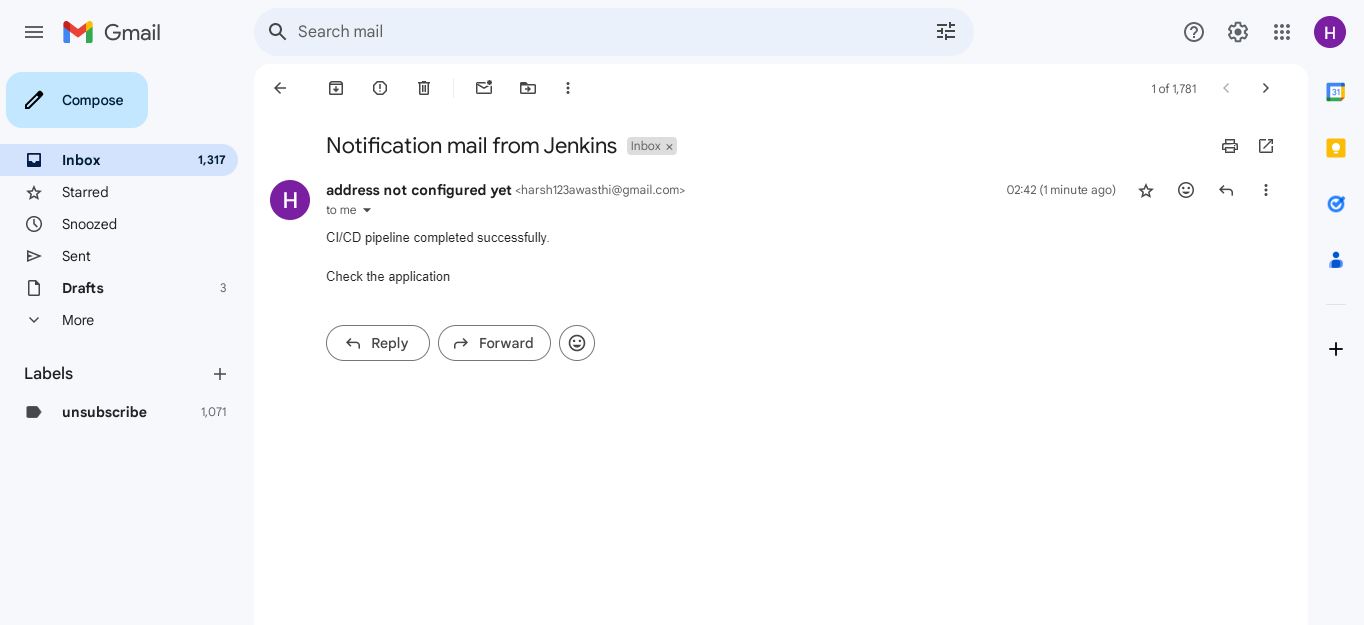 Gmail
Search mail
H
Compose
1 of 1,781
31
Inbox 1,317
Starred
Snoozed
Sent
Drafts 3
More
Labels
unsubscribe 1,071
Notification mail from Jenkins Inbox ×
H
address not configured yet <harsh123awasthi@gmail.com> 02:42 (1 minute ago)
to me
CI/CD pipeline completed successfully.
Check the application
Reply
Forward